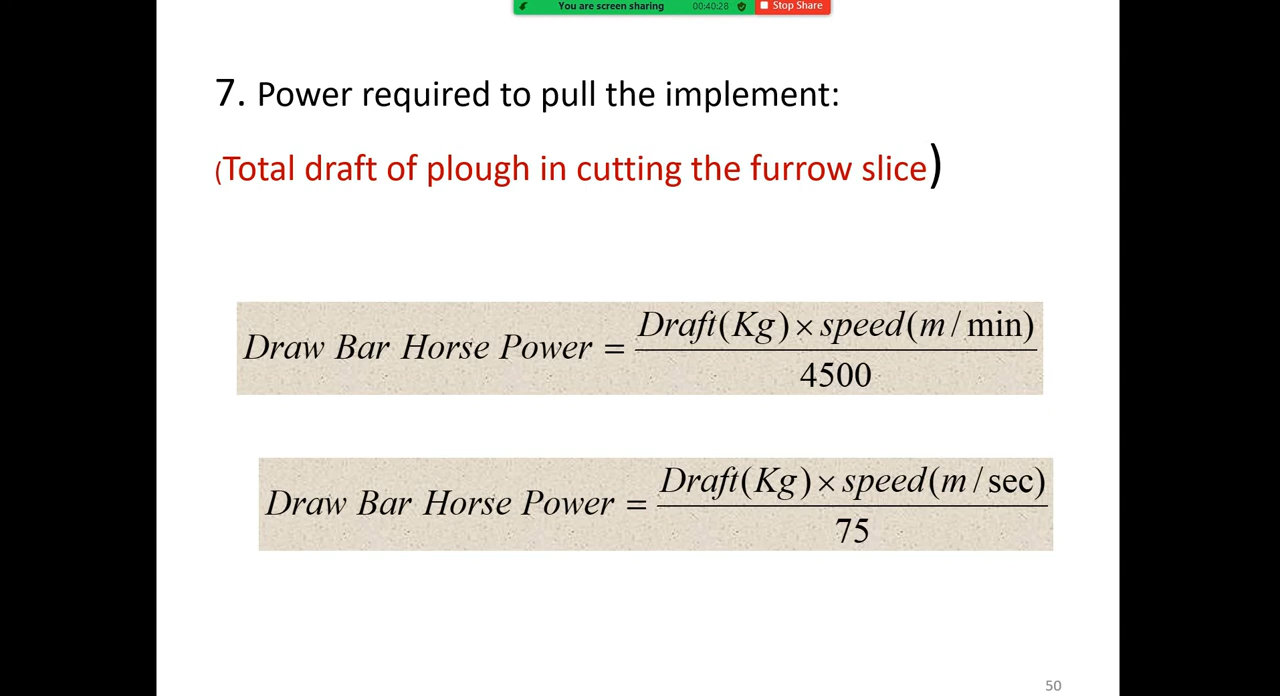 You are screen sharing 00:40:28 Stop Share
7. Power required to pull the implement:
(Total draft of plough in cutting the furrow slice)
Draw Bar Horse Power = Draft(Kg) × speed(m / min) / 4500
Draw Bar Horse Power = Draft(Kg) × speed(m / sec) / 75
50